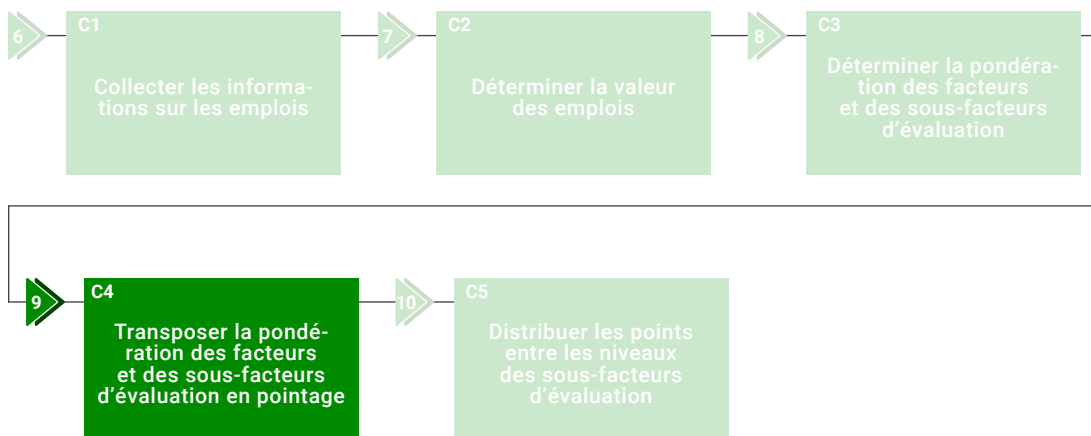 6
C1
Collecter les informa-
tions sur les emplois
7
C2
Déterminer la valeur
des emplois
8
C3
Déterminer la pondéra-
tion des facteurs
et des sous-facteurs
d’évaluation
9
C4
Transposer la pondé-
ration des facteurs
et des sous-facteurs
d’évaluation en pointage
10
C5
Distribuer les points
entre les niveaux
des sous-facteurs
d’évaluation